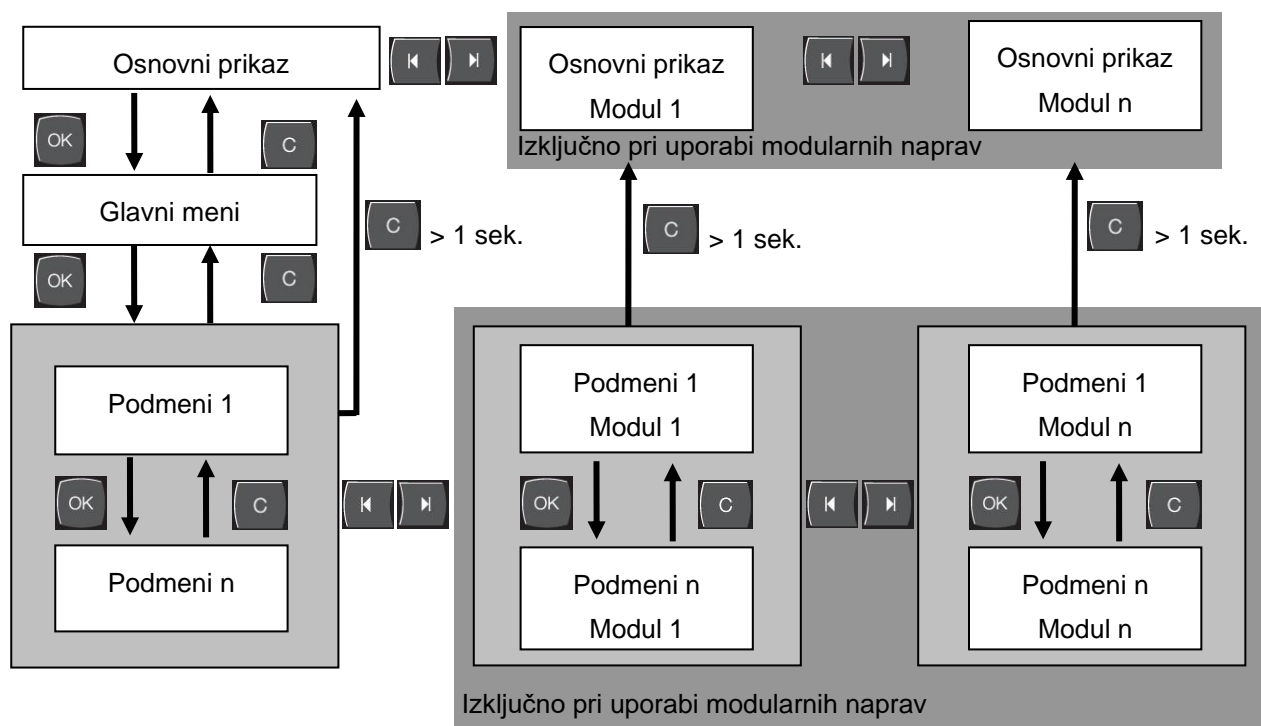 Osnovni prikaz
Osnovni prikaz
Modul 1
Osnovni prikaz
Modul n
Izključno pri uporabi modularnih naprav
OK
C
Glavni meni
C
> 1 sek.
C
> 1 sek.
C
> 1 sek.
OK
C
Podmeni 1
OK
C
Podmeni n
Podmeni 1
Modul 1
OK
C
Podmeni n
Modul 1
Podmeni 1
Modul n
OK
C
Podmeni n
Modul n
Izključno pri uporabi modularnih naprav